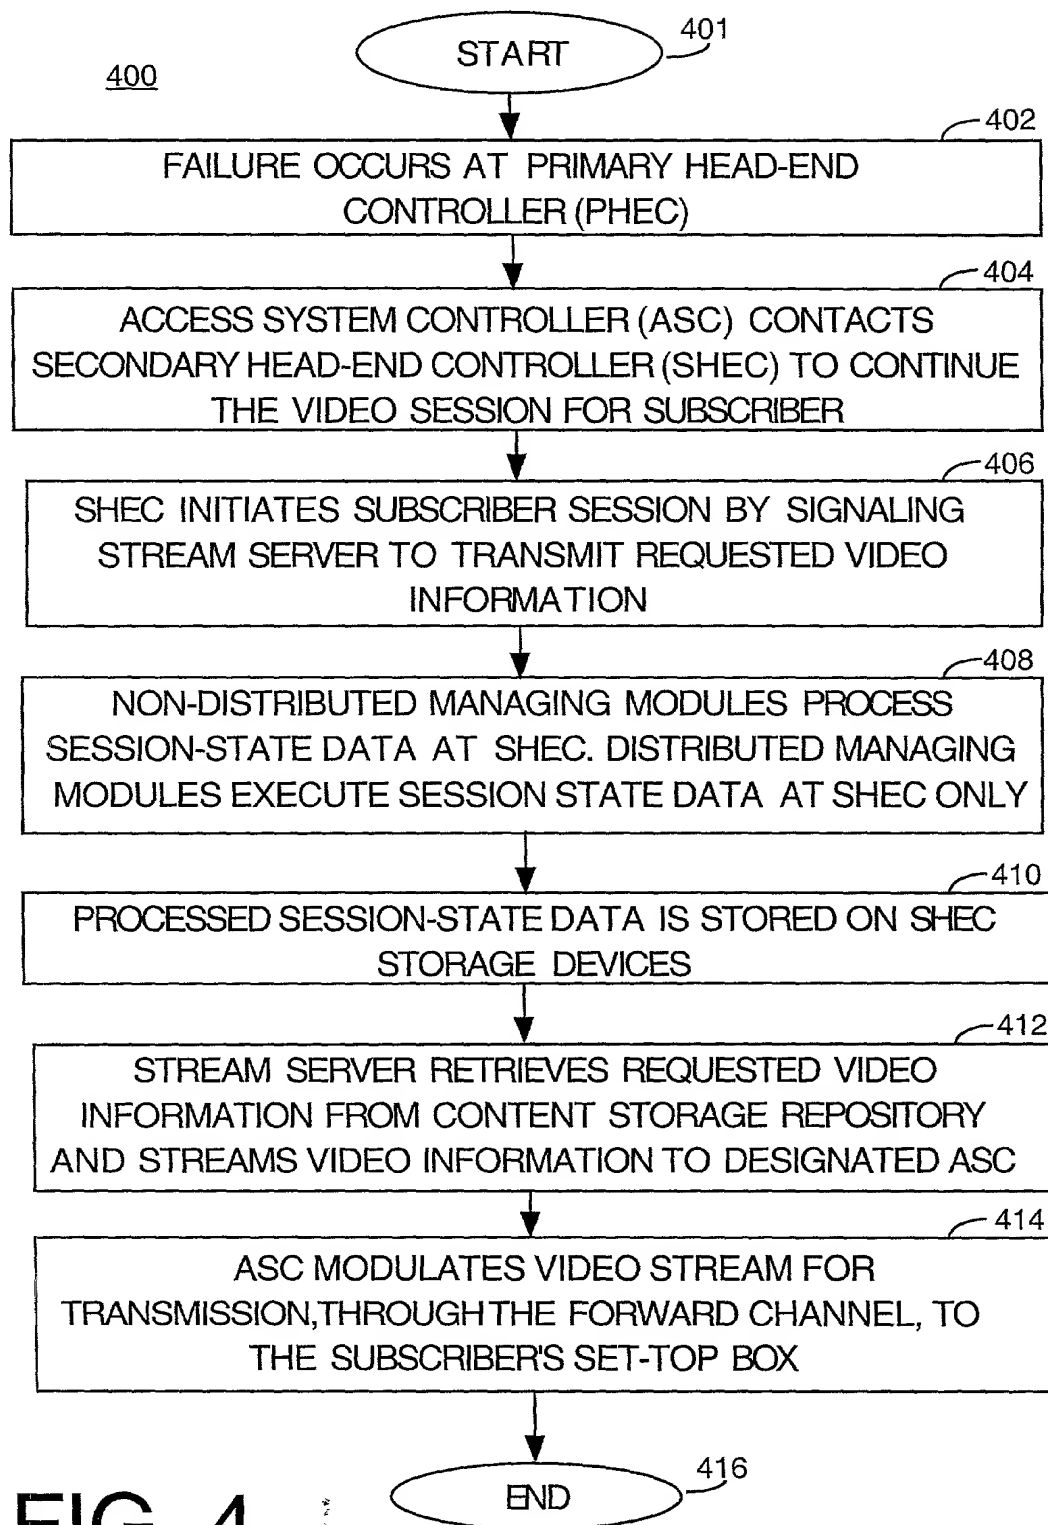 START
401
400
402
FAILURE OCCURS AT PRIMARY HEAD-END
CONTROLLER (PHEC)
404
ACCESS SYSTEM CONTROLLER (ASC) CONTACTS
SECONDARY HEAD-END CONTROLLER (SHEC) TO CONTINUE
THE VIDEO SESSION FOR SUBSCRIBER
406
SHEC INITIATES SUBSCRIBER SESSION BY SIGNALING
STREAM SERVER TO TRANSMIT REQUESTED VIDEO
INFORMATION
408
NON-DISTRIBUTED MANAGING MODULES PROCESS
SESSION-STATE DATA AT SHEC. DISTRIBUTED MANAGING
MODULES EXECUTE SESSION STATE DATA AT SHEC ONLY
410
PROCESSED SESSION-STATE DATA IS STORED ON SHEC
STORAGE DEVICES
412
STREAM SERVER RETRIEVES REQUESTED VIDEO
INFORMATION FROM CONTENT STORAGE REPOSITORY
AND STREAMS VIDEO INFORMATION TO DESIGNATED ASC
414
ASC MODULATES VIDEO STREAM FOR
TRANSMISSION, THROUGH THE FORWARD CHANNEL, TO
THE SUBSCRIBER'S SET-TOP BOX
416
END
FIG. 4